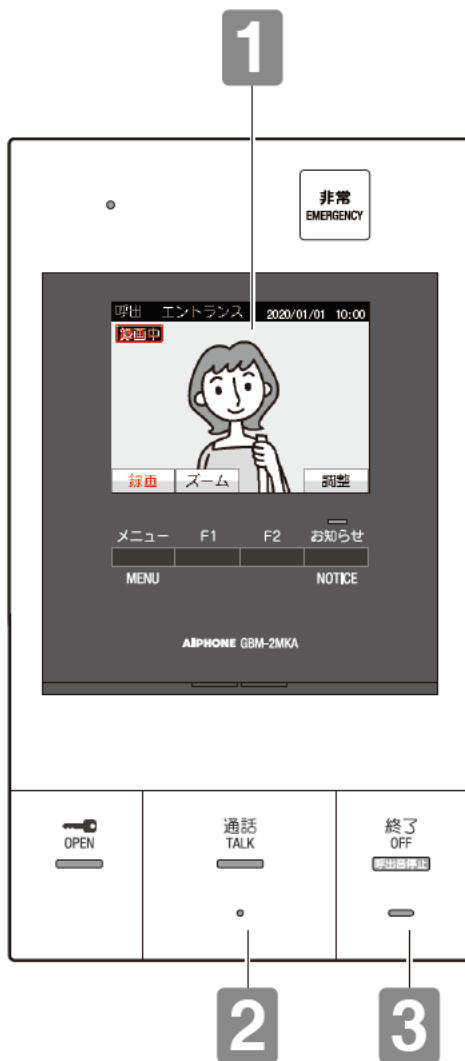 1
非常
EMERGENCY
呼出 エントランス 2020/01/01 10:00
録画中
録画 ズーム 調整
メニュー F1 F2 お知らせ
MENU NOTICE
AIPHONE GBM-2MKA
OPEN
通話
TALK
終了
OFF
呼出音停止
2 3